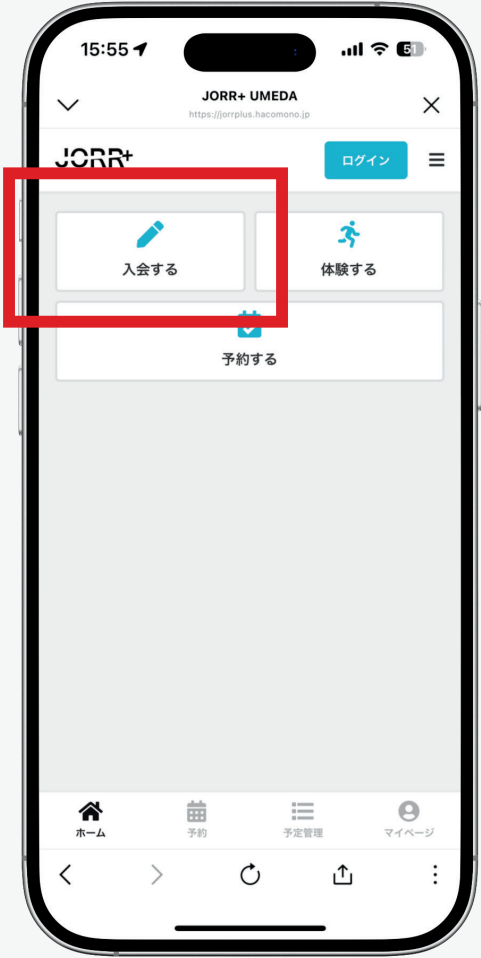 15:55
51
JORR+ UMEDA
https://jorrplus.hacomono.jp
JORR+
ログイン
入会する
体験する
予約する
ホーム
予約
予定管理
マイページ